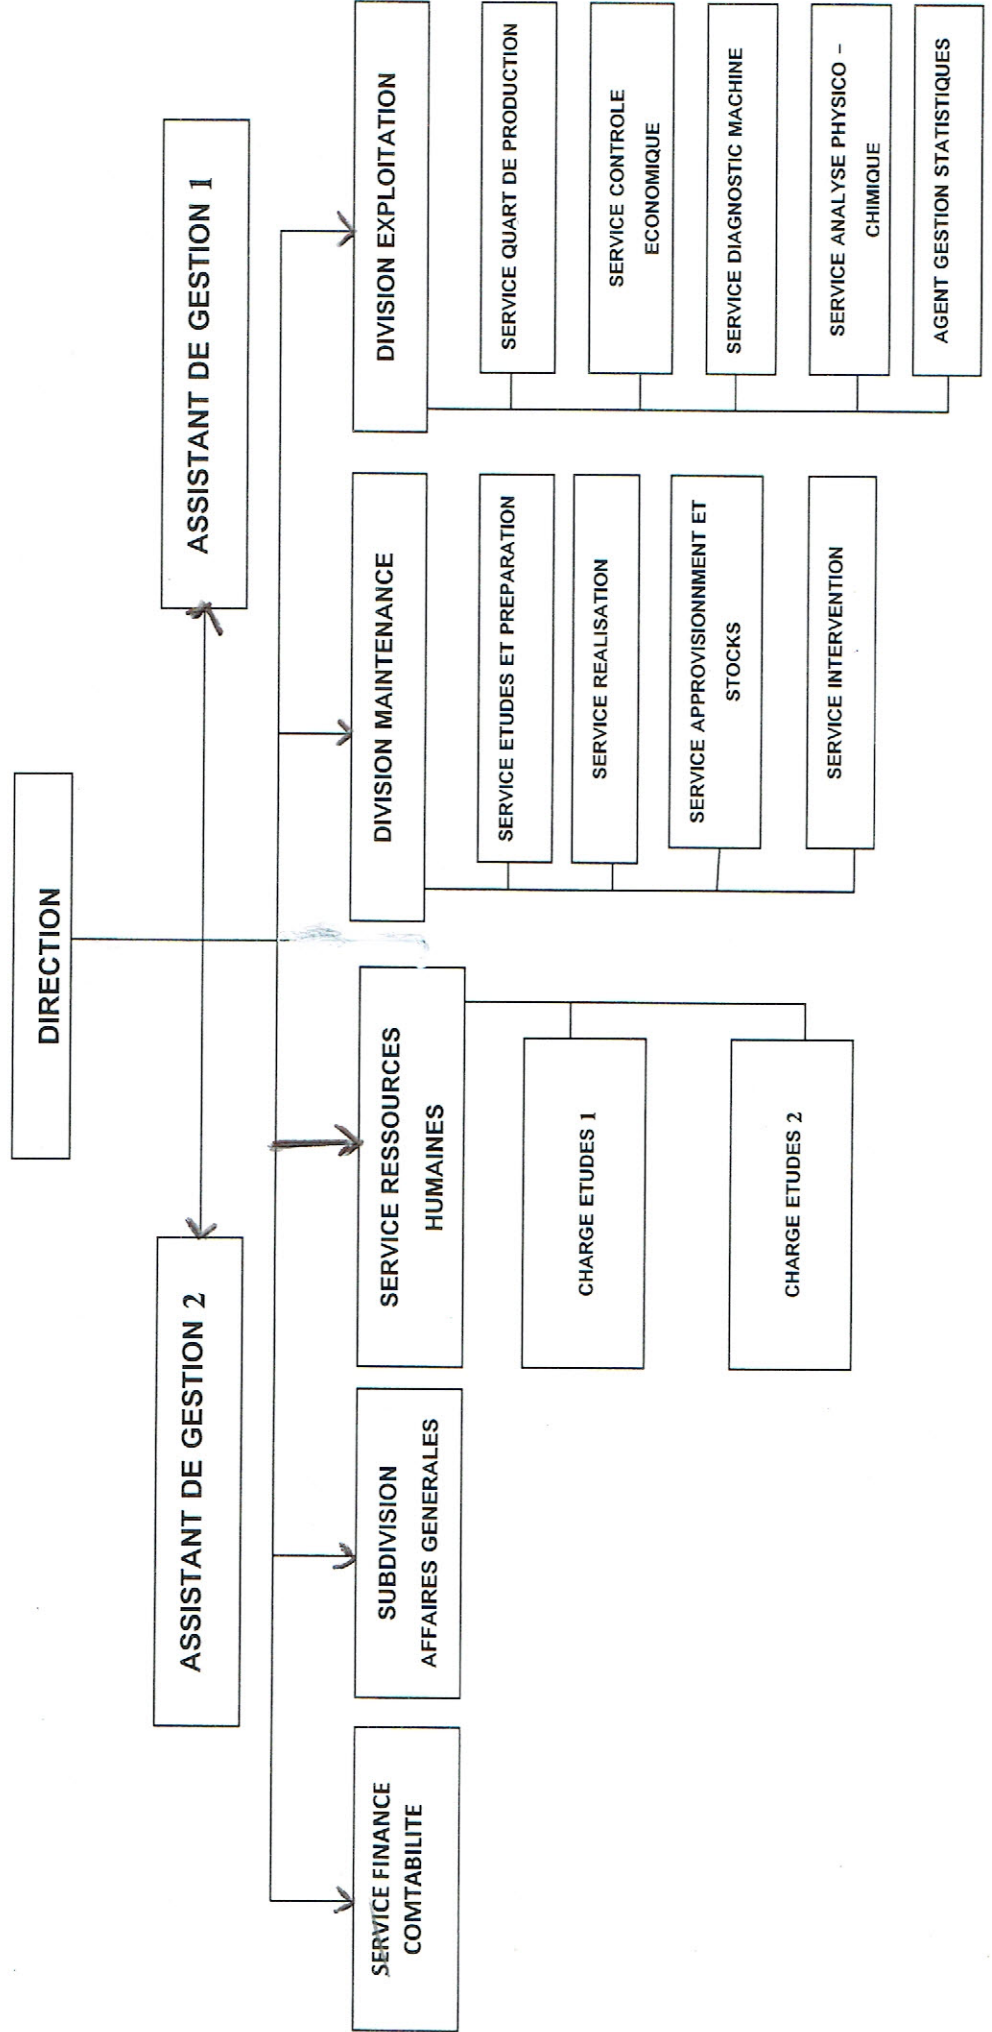 DIRECTION
ASSISTANT DE GESTION 2
ASSISTANT DE GESTION 1
SERVICE FINANCE
COMTABILITE
SUBDIVISION
AFFAIRES GENERALES
SERVICE RESSOURCES
HUMAINES
CHARGE ETUDES 1
CHARGE ETUDES 2
DIVISION MAINTENANCE
SERVICE ETUDES ET PREPARATION
SERVICE REALISATION
SERVICE APPROVISIONNMENT ET
STOCKS
SERVICE INTERVENTION
DIVISION EXPLOITATION
SERVICE QUART DE PRODUCTION
SERVICE CONTROLE
ECONOMIQUE
SERVICE DIAGNOSTIC MACHINE
SERVICE ANALYSE PHYSICO –
CHIMIQUE
AGENT GESTION STATISTIQUES